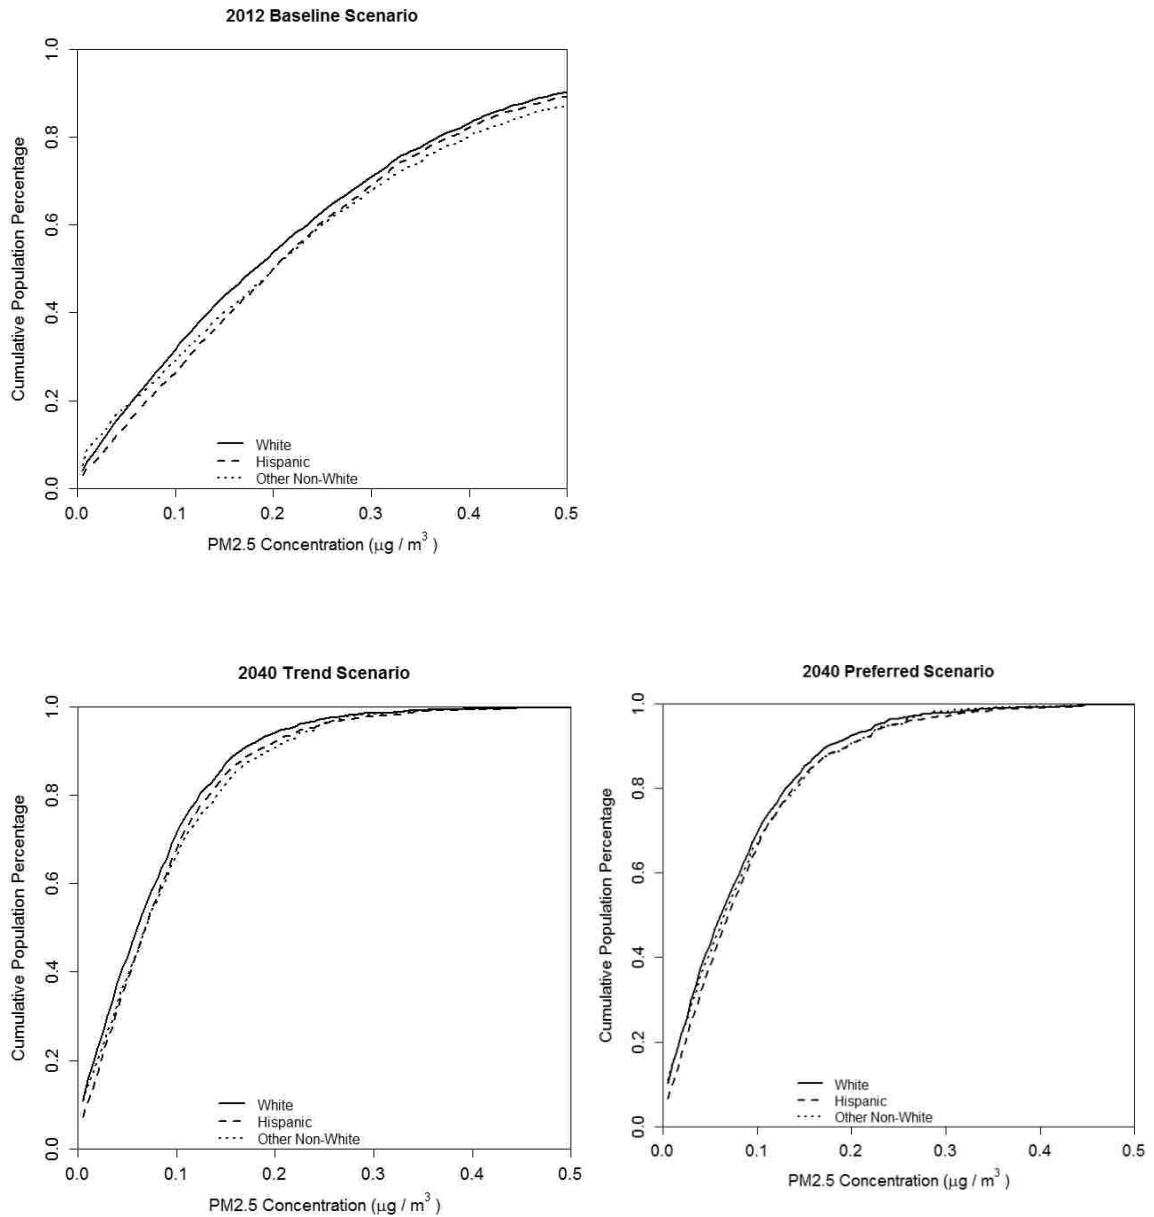 2012 Baseline Scenario
Cumulative Population Percentage
1.0
0.8
0.6
0.4
0.2
0.0
White
Hispanic
Other Non-White
0.0 0.1 0.2 0.3 0.4 0.5
PM2.5 Concentration (μg / m³ )
2040 Trend Scenario
Cumulative Population Percentage
1.0
0.8
0.6
0.4
0.2
0.0
White
Hispanic
Other Non-White
0.0 0.1 0.2 0.3 0.4 0.5
PM2.5 Concentration (μg / m³ )
2040 Preferred Scenario
Cumulative Population Percentage
1.0
0.8
0.6
0.4
0.2
0.0
White
Hispanic
Other Non-White
0.0 0.1 0.2 0.3 0.4 0.5
PM2.5 Concentration (μg / m³ )